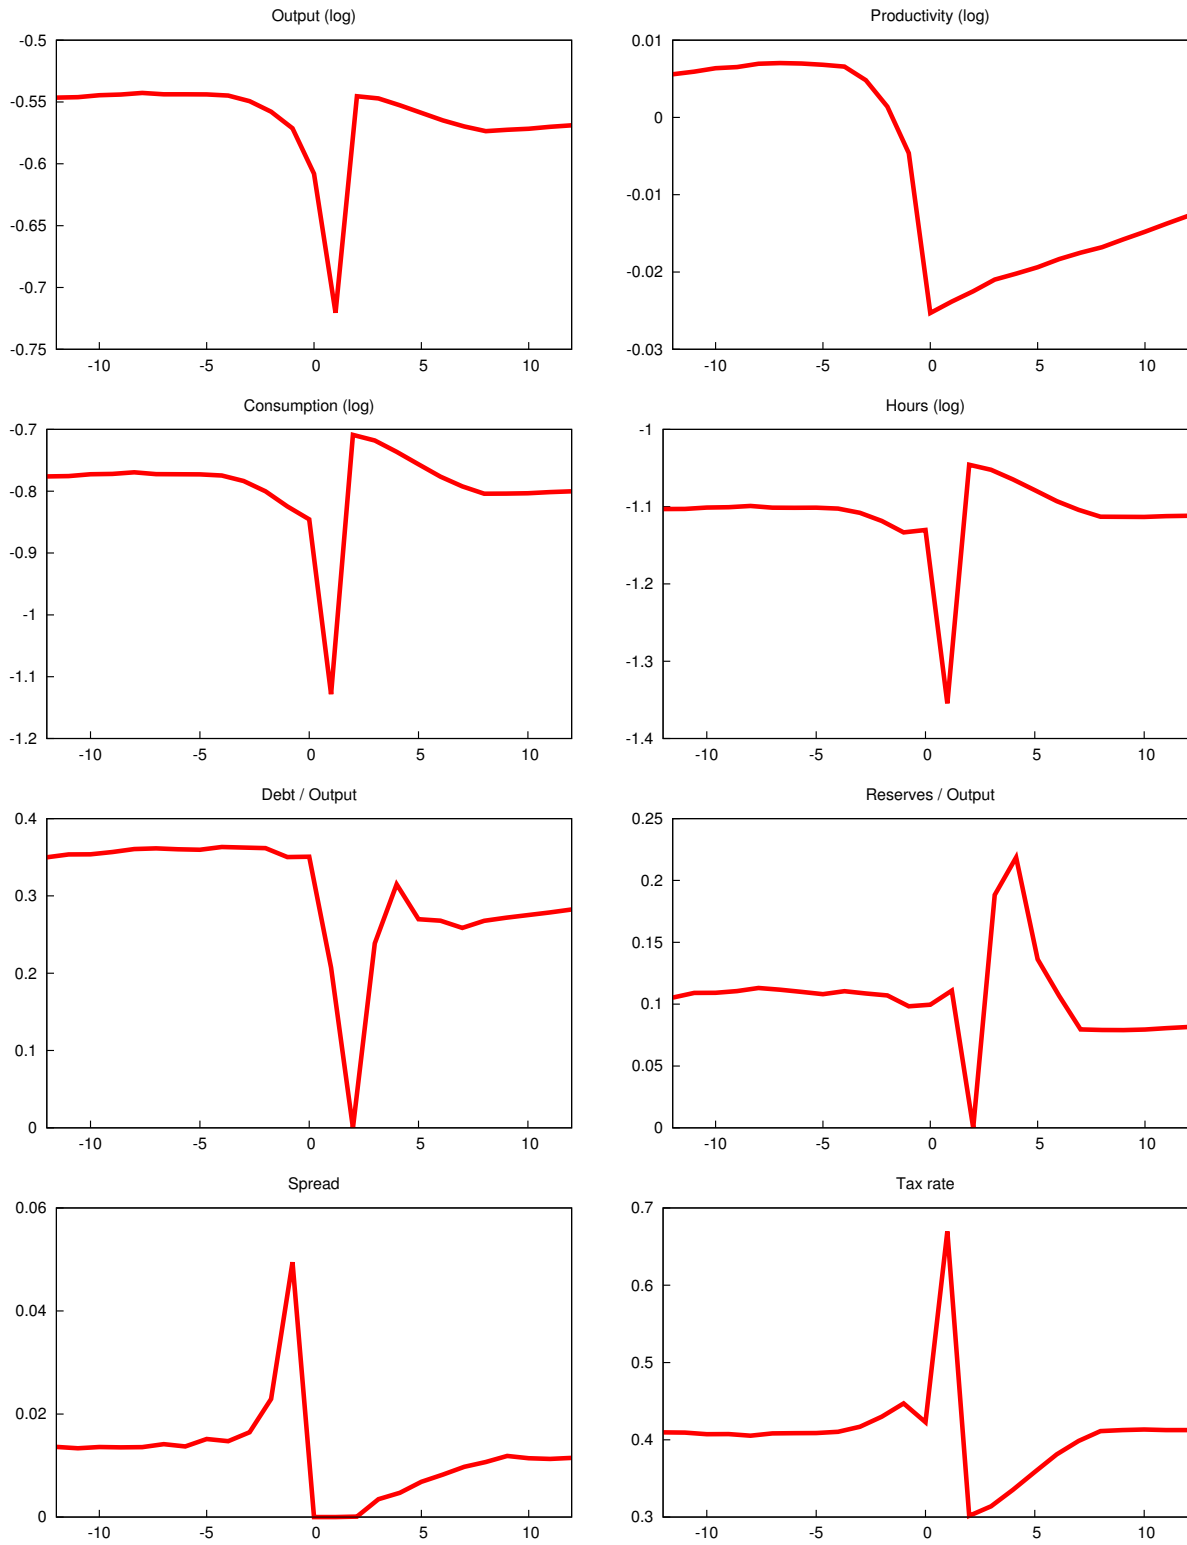 Output (log)
-0.5
-0.55
-0.6
-0.65
-0.7
-0.75
-10 -5 0 5 10
Productivity (log)
0.01
0
-0.01
-0.02
-0.03
-10 -5 0 5 10
Consumption (log)
-0.7
-0.8
-0.9
-1
-1.1
-1.2
-10 -5 0 5 10
Hours (log)
-1
-1.1
-1.2
-1.3
-1.4
-10 -5 0 5 10
Debt / Output
0.4
0.3
0.2
0.1
0
-10 -5 0 5 10
Reserves / Output
0.25
0.2
0.15
0.1
0.05
0
-10 -5 0 5 10
Spread
0.06
0.04
0.02
0
-10 -5 0 5 10
Tax rate
0.7
0.6
0.5
0.4
0.3
-10 -5 0 5 10